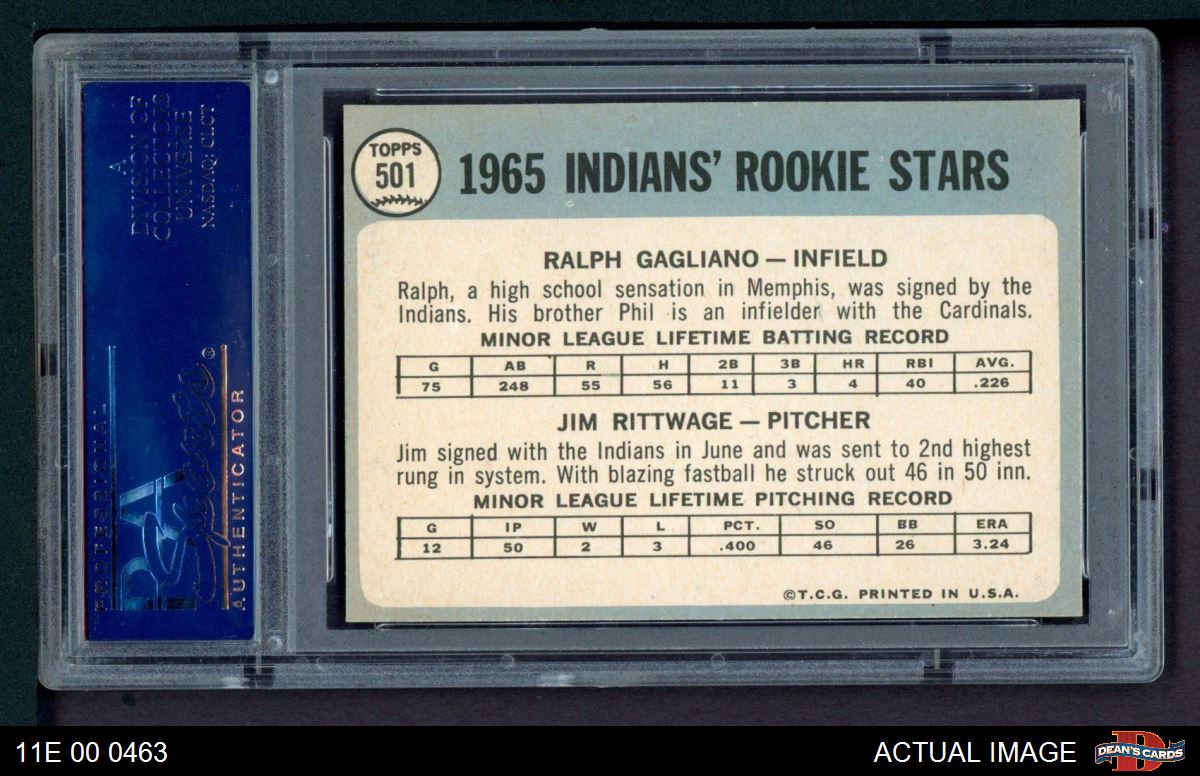 A
DIVISION OF
COLLECTORS
UNIVERSE
NASDAQ: CLCT
PROFESSIONAL
PSA
Sports®
AUTHENTICATOR
TOPPS
501
1965 INDIANS' ROOKIE STARS
RALPH GAGLIANO — INFIELD
Ralph, a high school sensation in Memphis, was signed by the
Indians. His brother Phil is an infielder with the Cardinals.
MINOR LEAGUE LIFETIME BATTING RECORD
G AB R H 2B 3B HR RBI AVG.
75 248 55 56 11 3 4 40 .226
JIM RITTWAGE — PITCHER
Jim signed with the Indians in June and was sent to 2nd highest
rung in system. With blazing fastball he struck out 46 in 50 inn.
MINOR LEAGUE LIFETIME PITCHING RECORD
G IP W L PCT. SO BB ERA
12 50 2 3 .400 46 26 3.24
©T.C.G. PRINTED IN U.S.A.
11E 00 0463
ACTUAL IMAGE
D
DEAN'S CARDS